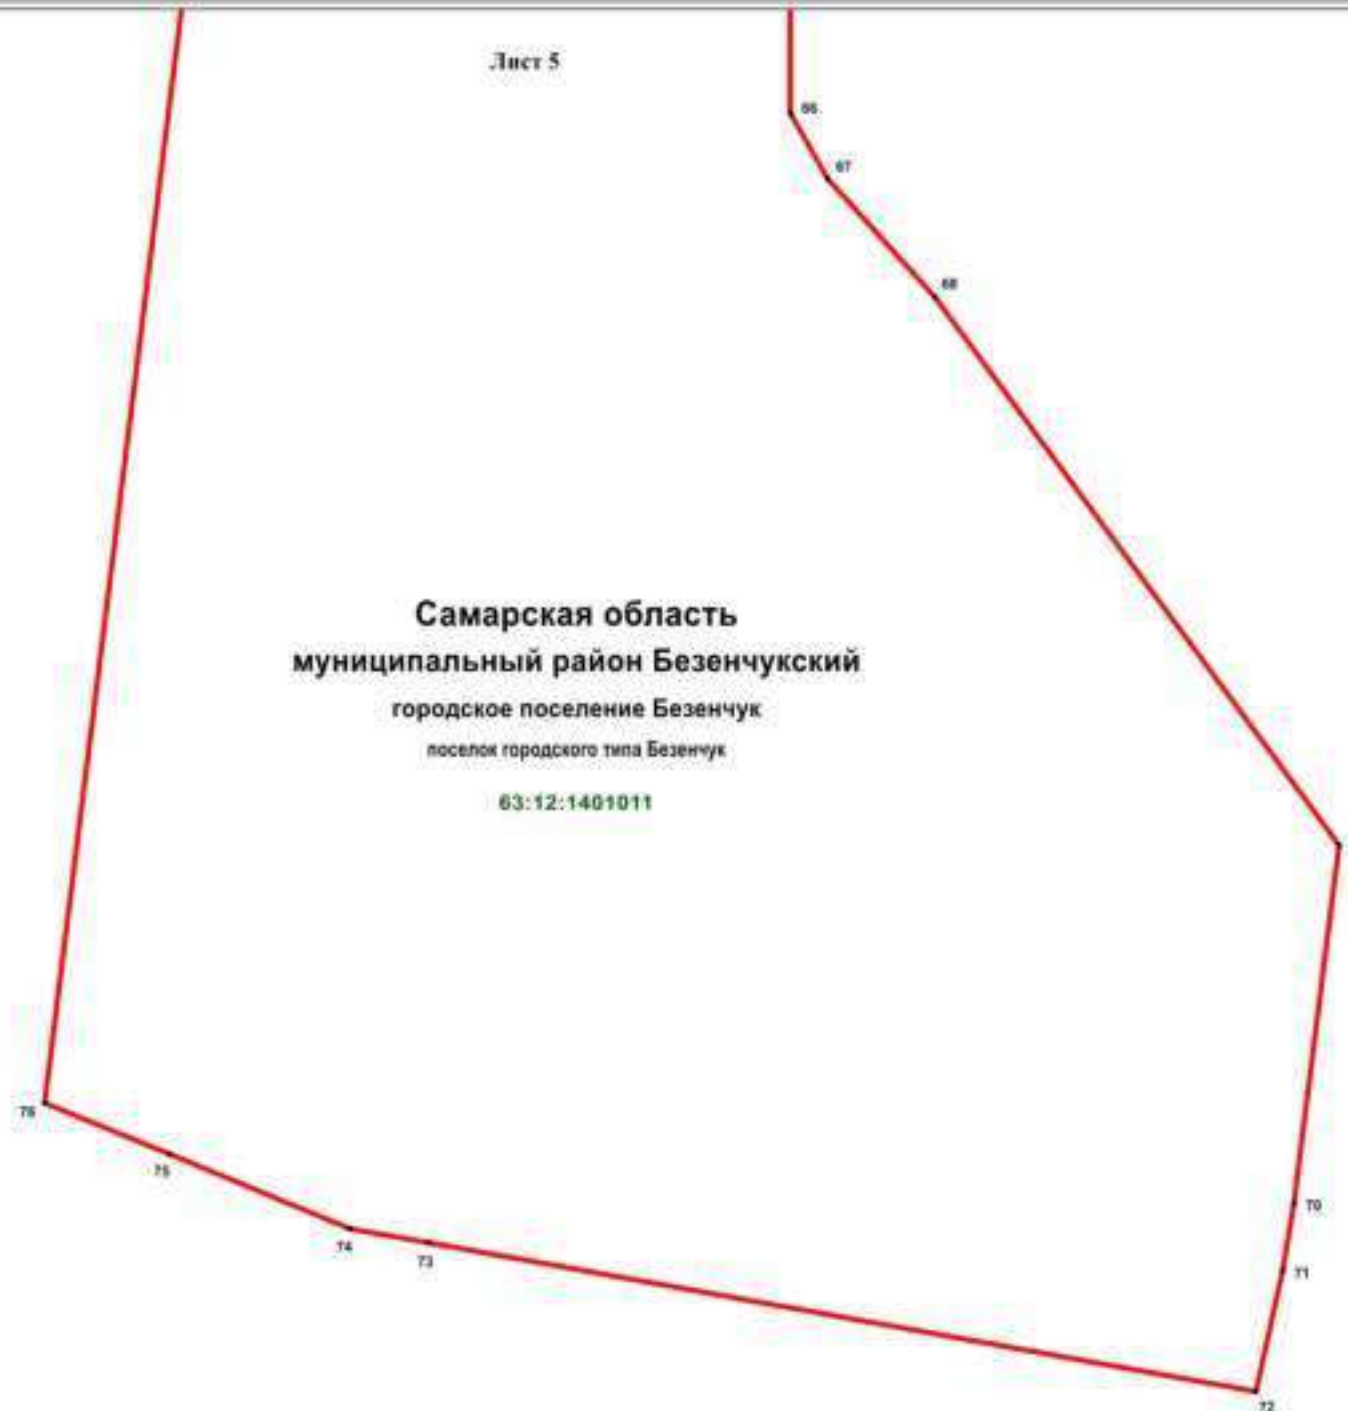 Лист 5
66
67
68
Самарская область
муниципальный район Безенчукский
городское поселение Безенчук
поселок городского типа Безенчук
63:12:1401011
76
75
70
74
73
71
72